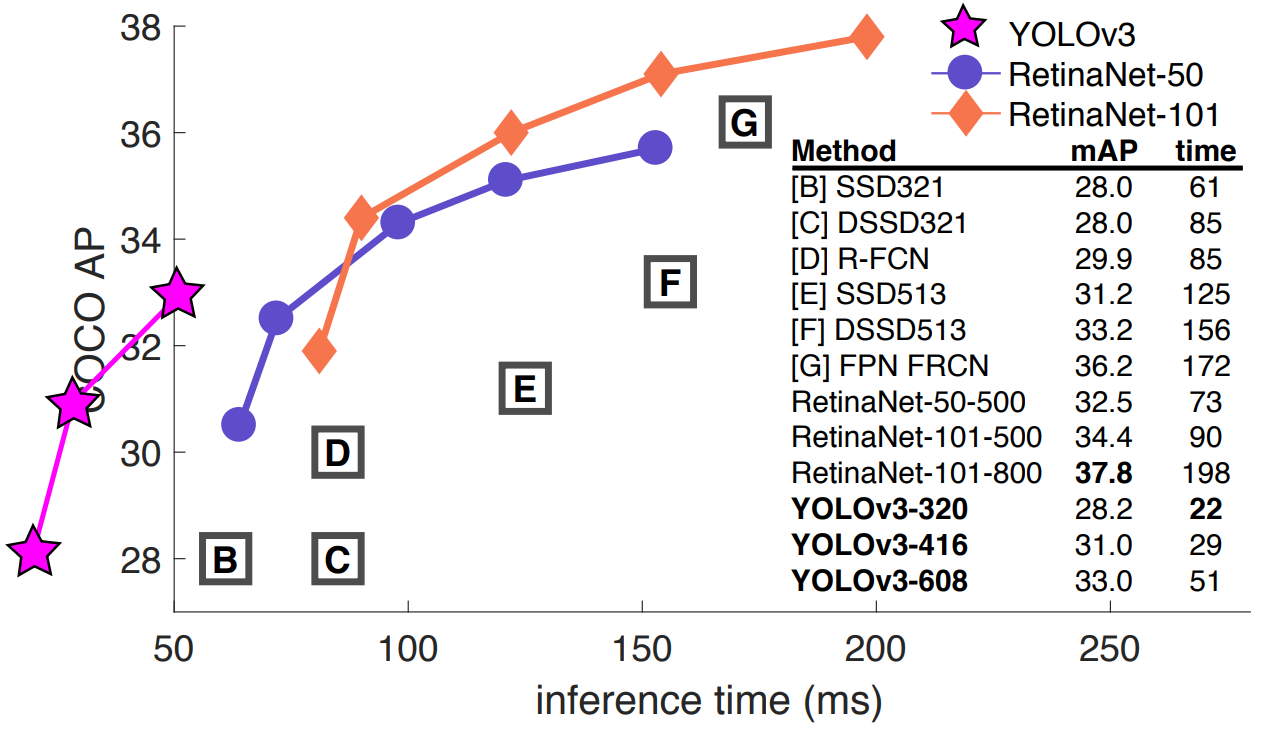 38
36
34
32
30
28
COCO AP
50 100 150 200 250
inference time (ms)
B
C
D
E
F
G
YOLOv3
RetinaNet-50
RetinaNet-101
Method mAP time
[B] SSD321 28.0 61
[C] DSSD321 28.0 85
[D] R-FCN 29.9 85
[E] SSD513 31.2 125
[F] DSSD513 33.2 156
[G] FPN FRCN 36.2 172
RetinaNet-50-500 32.5 73
RetinaNet-101-500 34.4 90
RetinaNet-101-800 37.8 198
YOLOv3-320 28.2 22
YOLOv3-416 31.0 29
YOLOv3-608 33.0 51